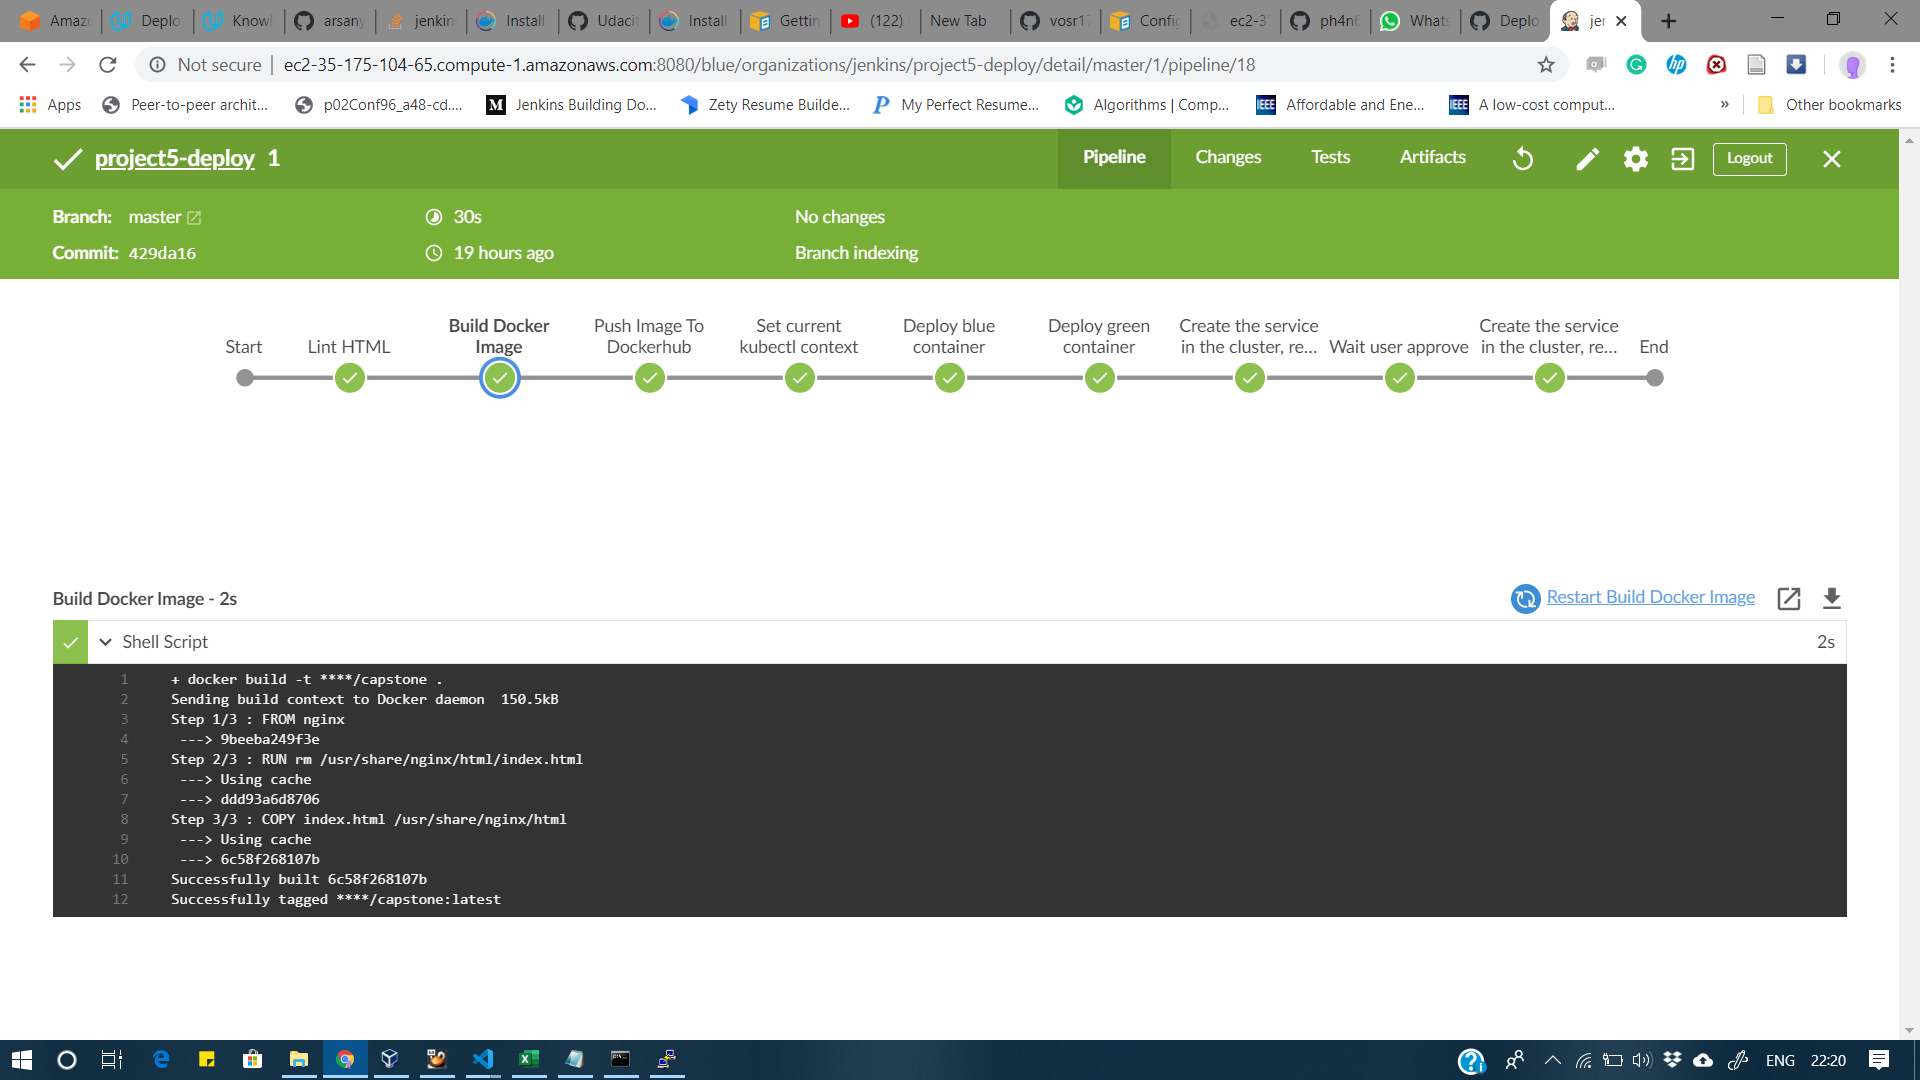 Amazo
Deplo
Knowl
arsany
jenkin
Install
Udacit
Install
Gettin
(122)
New Tab
vosr17
Config
ec2-35
ph4n6
Whats
Deplo
jen
Not secure | ec2-35-175-104-65.compute-1.amazonaws.com:8080/blue/organizations/jenkins/project5-deploy/detail/master/1/pipeline/18
Apps
Peer-to-peer archit...
p02Conf96_a48-cd....
Jenkins Building Do...
Zety Resume Builde...
My Perfect Resume...
Algorithms | Comp...
IEEE Affordable and Ene...
IEEE A low-cost comput...
» Other bookmarks
project5-deploy 1
Pipeline
Changes
Tests
Artifacts
Logout
Branch: master
30s
No changes
Commit: 429da16
19 hours ago
Branch indexing
Start
Lint HTML
Build Docker
Image
Push Image To
Dockerhub
Set current
kubectl context
Deploy blue
container
Deploy green
container
Create the service
in the cluster, re...
Wait user approve
Create the service
in the cluster, re...
End
Build Docker Image - 2s
Restart Build Docker Image
Shell Script
2s
1 + docker build -t ****/capstone .
2 Sending build context to Docker daemon 150.5kB
3 Step 1/3 : FROM nginx
4 ---> 9beeba249f3e
5 Step 2/3 : RUN rm /usr/share/nginx/html/index.html
6 ---> Using cache
7 ---> ddd93a6d8706
8 Step 3/3 : COPY index.html /usr/share/nginx/html
9 ---> Using cache
10 ---> 6c58f268107b
11 Successfully built 6c58f268107b
12 Successfully tagged ****/capstone:latest
ENG
22:20